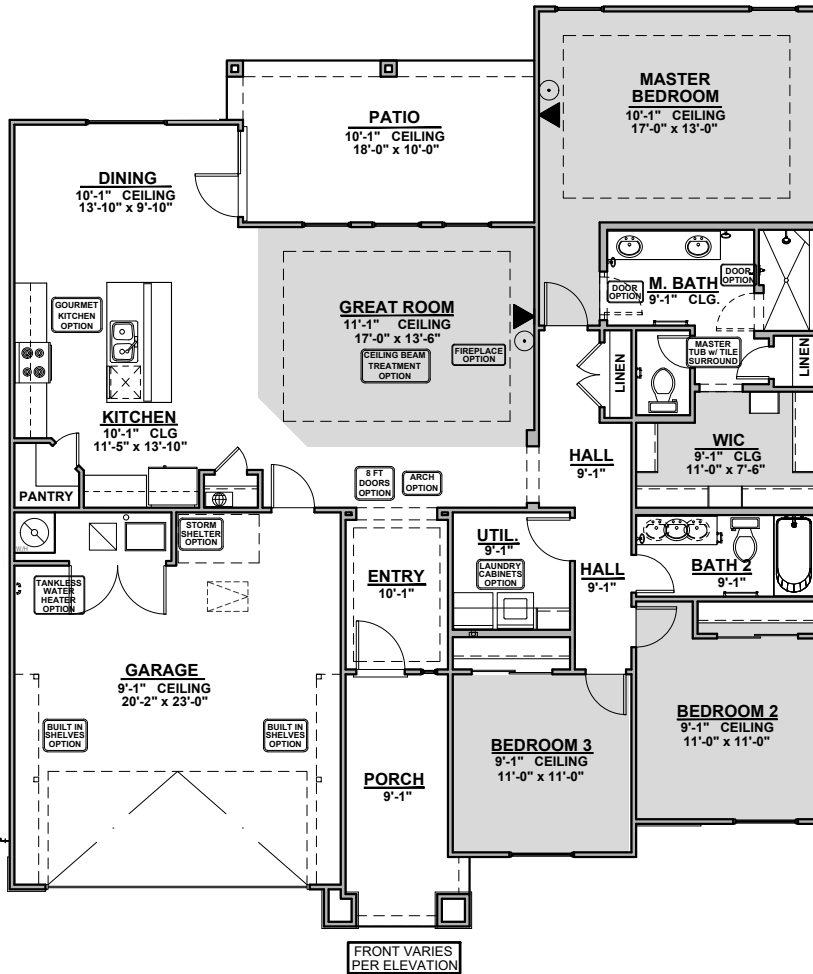 MASTER
BEDROOM
10'-1" CEILING
17'-0" x 13'-0"
PATIO
10'-1" CEILING
18'-0" x 10'-0"
DINING
10'-1" CEILING
13'-10" x 9'-10"
GOURMET
KITCHEN
OPTION
GREAT ROOM
11'-1" CEILING
17'-0" x 13'-6"
CEILING BEAM
TREATMENT
OPTION
FIREPLACE
OPTION
DOOR
OPTION
M. BATH
9'-1" CLG.
DOOR
OPTION
MASTER
TUB w/ TILE
SURROUND
LINEN
LINEN
KITCHEN
10'-1" CLG
11'-5" x 13'-10"
PANTRY
WIC
9'-1" CLG
11'-0" x 7'-6"
HALL
9'-1"
8 FT
DOORS
OPTION
ARCH
OPTION
W/H
STORM
SHELTER
OPTION
UTIL.
9'-1"
LAUNDRY
CABINETS
OPTION
HALL
9'-1"
BATH 2
9'-1"
TANKLESS
WATER
HEATER
OPTION
ENTRY
10'-1"
GARAGE
9'-1" CEILING
20'-2" x 23'-0"
BUILT IN
SHELVES
OPTION
BUILT IN
SHELVES
OPTION
PORCH
9'-1"
BEDROOM 3
9'-1" CEILING
11'-0" x 11'-0"
BEDROOM 2
9'-1" CEILING
11'-0" x 11'-0"
FRONT VARIES
PER ELEVATION